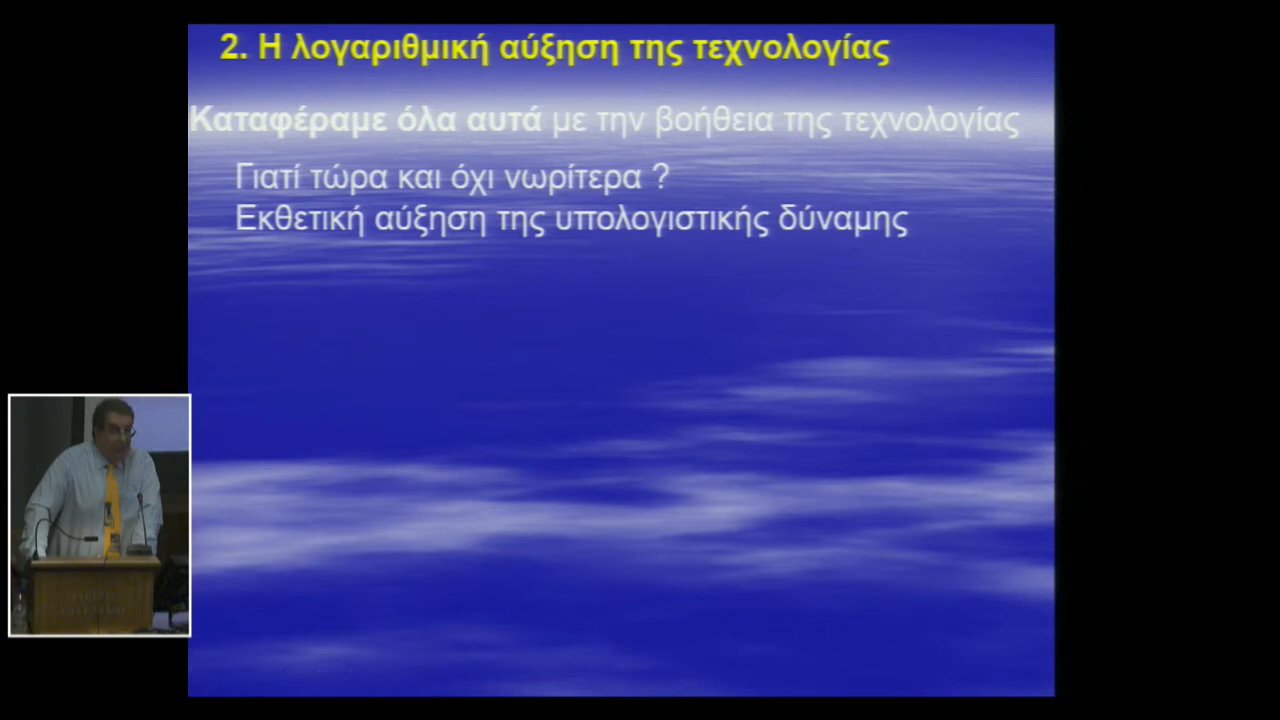 2. Η λογαριθμική αύξηση της τεχνολογίας
Καταφέραμε όλα αυτά με την βοήθεια της τεχνολογίας
Γιατί τώρα και όχι νωρίτερα ?
Εκθετική αύξηση της υπολογιστικής δύναμης